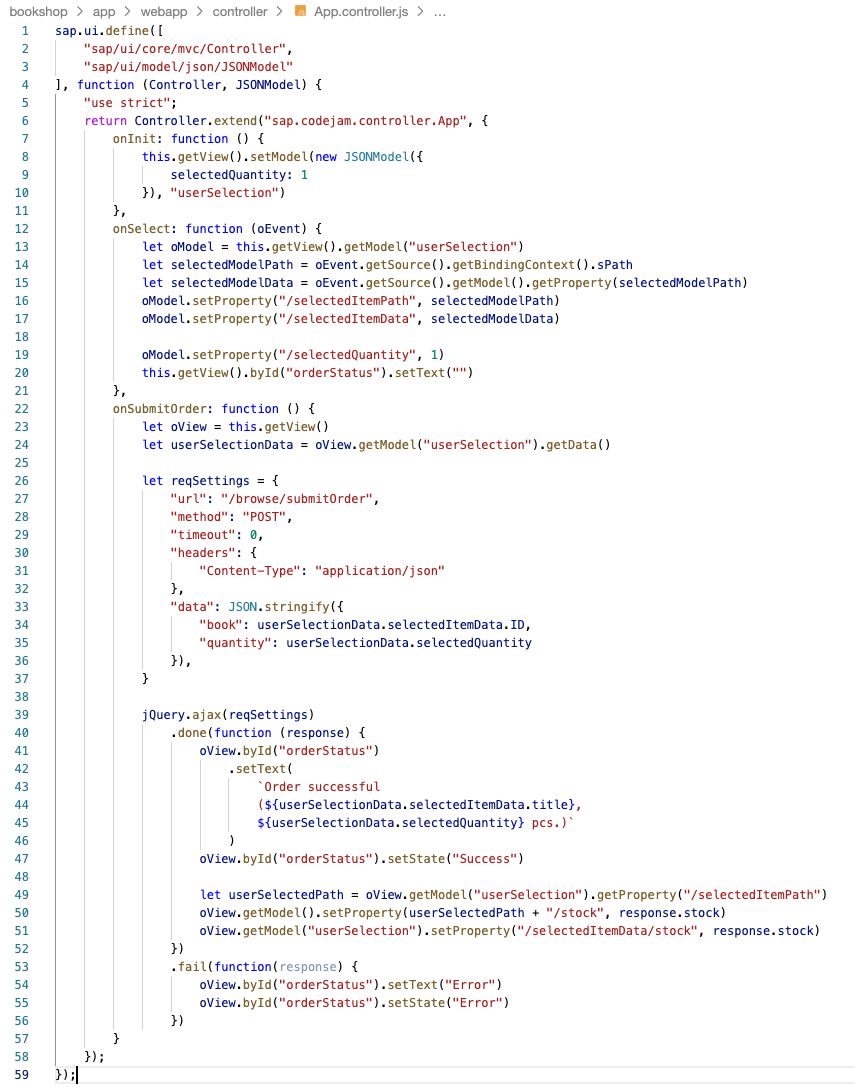 bookshop > app > webapp > controller > JS App.controller.js > ...
1 sap.ui.define([
2     "sap/ui/core/mvc/Controller",
3     "sap/ui/model/json/JSONModel"
4 ], function (Controller, JSONModel) {
5     "use strict";
6     return Controller.extend("sap.codejam.controller.App", {
7         onInit: function () {
8             this.getView().setModel(new JSONModel({
9                 selectedQuantity: 1
10             }), "userSelection")
11         },
12         onSelect: function (oEvent) {
13             let oModel = this.getView().getModel("userSelection")
14             let selectedModelPath = oEvent.getSource().getBindingContext().sPath
15             let selectedModelData = oEvent.getSource().getModel().getProperty(selectedModelPath)
16             oModel.setProperty("/selectedItemPath", selectedModelPath)
17             oModel.setProperty("/selectedItemData", selectedModelData)
18
19             oModel.setProperty("/selectedQuantity", 1)
20             this.getView().byId("orderStatus").setText("")
21         },
22         onSubmitOrder: function () {
23             let oView = this.getView()
24             let userSelectionData = oView.getModel("userSelection").getData()
25
26             let reqSettings = {
27                 "url": "/browse/submitOrder",
28                 "method": "POST",
29                 "timeout": 0,
30                 "headers": {
31                     "Content-Type": "application/json"
32                 },
33                 "data": JSON.stringify({
34                     "book": userSelectionData.selectedItemData.ID,
35                     "quantity": userSelectionData.selectedQuantity
36                 }),
37             }
38
39             jQuery.ajax(reqSettings)
40                 .done(function (response) {
41                     oView.byId("orderStatus")
42                         .setText(
43                             `Order successful
44                             (${userSelectionData.selectedItemData.title},
45                             ${userSelectionData.selectedQuantity} pcs.)`
46                         )
47                     oView.byId("orderStatus").setState("Success")
48
49                     let userSelectedPath = oView.getModel("userSelection").getProperty("/selectedItemPath")
50                     oView.getModel().setProperty(userSelectedPath + "/stock", response.stock)
51                     oView.getModel("userSelection").setProperty("/selectedItemData/stock", response.stock)
52                 })
53                 .fail(function(response) {
54                     oView.byId("orderStatus").setText("Error")
55                     oView.byId("orderStatus").setState("Error")
56                 })
57         }
58     });
59 });